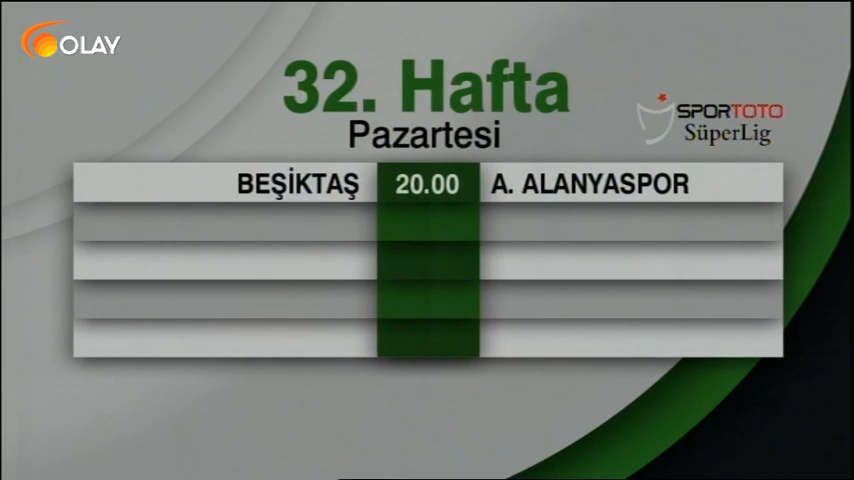 OLAY
32. Hafta
Pazartesi
SPORTOTO
SüperLig
BEŞİKTAŞ 20.00 A. ALANYASPOR